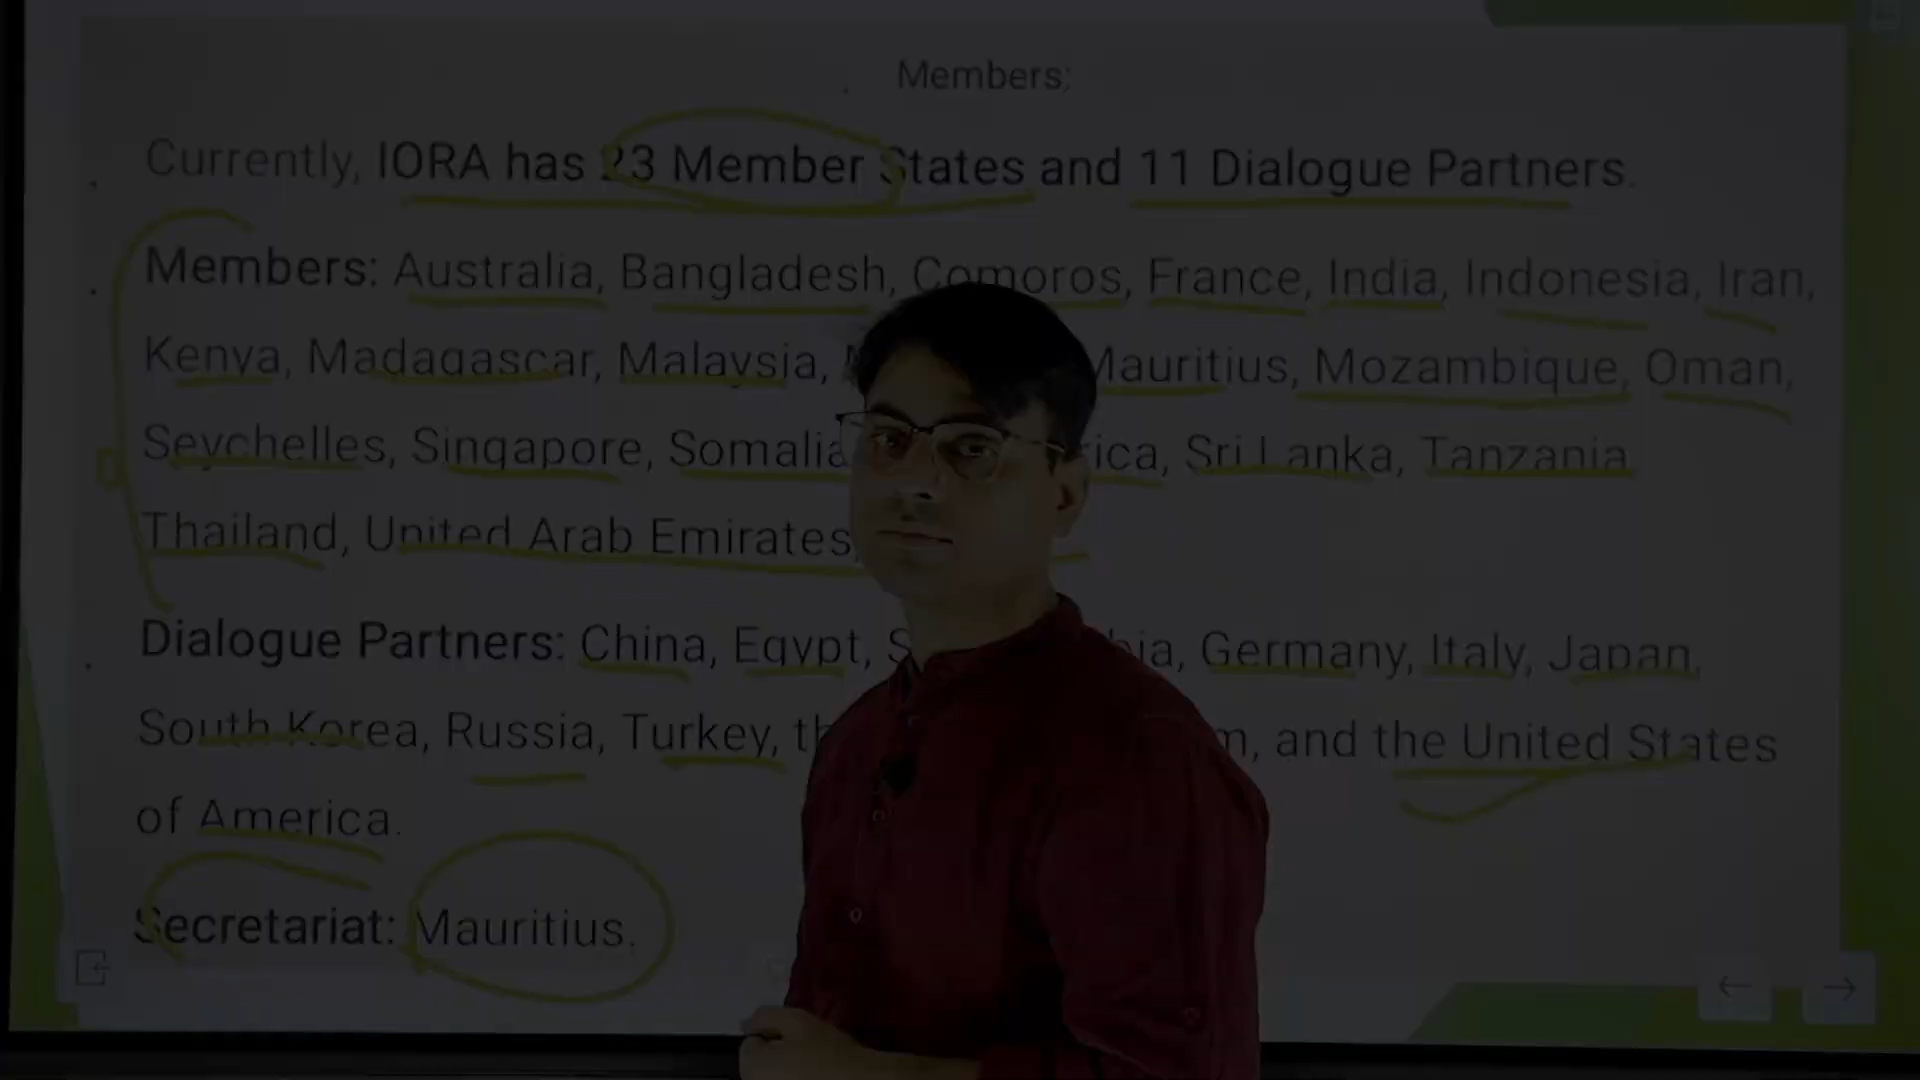 Members;
Currently, IORA has 23 Member States and 11 Dialogue Partners.
Members: Australia, Bangladesh, Comoros, France, India, Indonesia, Iran,
Kenya, Madagascar, Malaysia, Mauritius, Mozambique, Oman,
Seychelles, Singapore, Somalia Sri Lanka, Tanzania
Thailand, United Arab Emirates,
Dialogue Partners: China, Egypt, Germany, Italy, Japan,
South Korea, Russia, Turkey, and the United States
of America.
Secretariat: Mauritius.